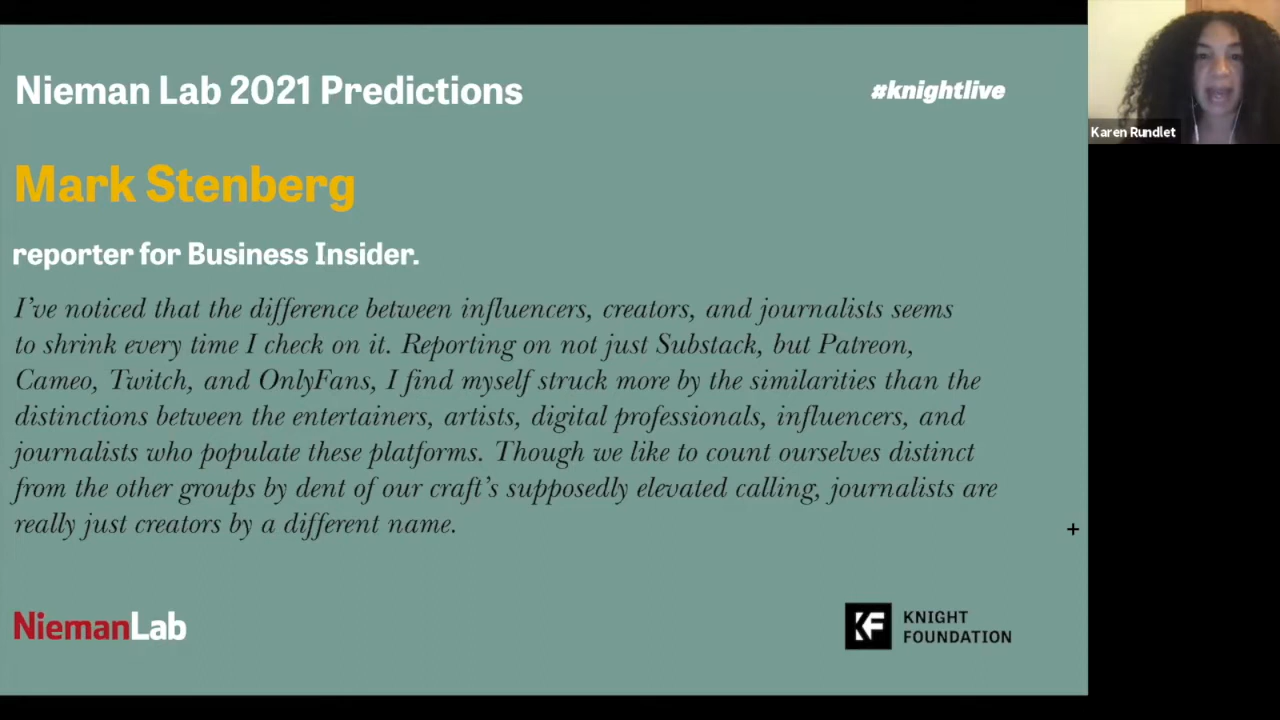 Nieman Lab 2021 Predictions
#knightlive
Mark Stenberg
reporter for Business Insider.
I've noticed that the difference between influencers, creators, and journalists seems
to shrink every time I check on it. Reporting on not just Substack, but Patreon,
Cameo, Twitch, and OnlyFans, I find myself struck more by the similarities than the
distinctions between the entertainers, artists, digital professionals, influencers, and
journalists who populate these platforms. Though we like to count ourselves distinct
from the other groups by dent of our craft's supposedly elevated calling, journalists are
really just creators by a different name.
NiemanLab
KF
KNIGHT
FOUNDATION
Karen Rundlet